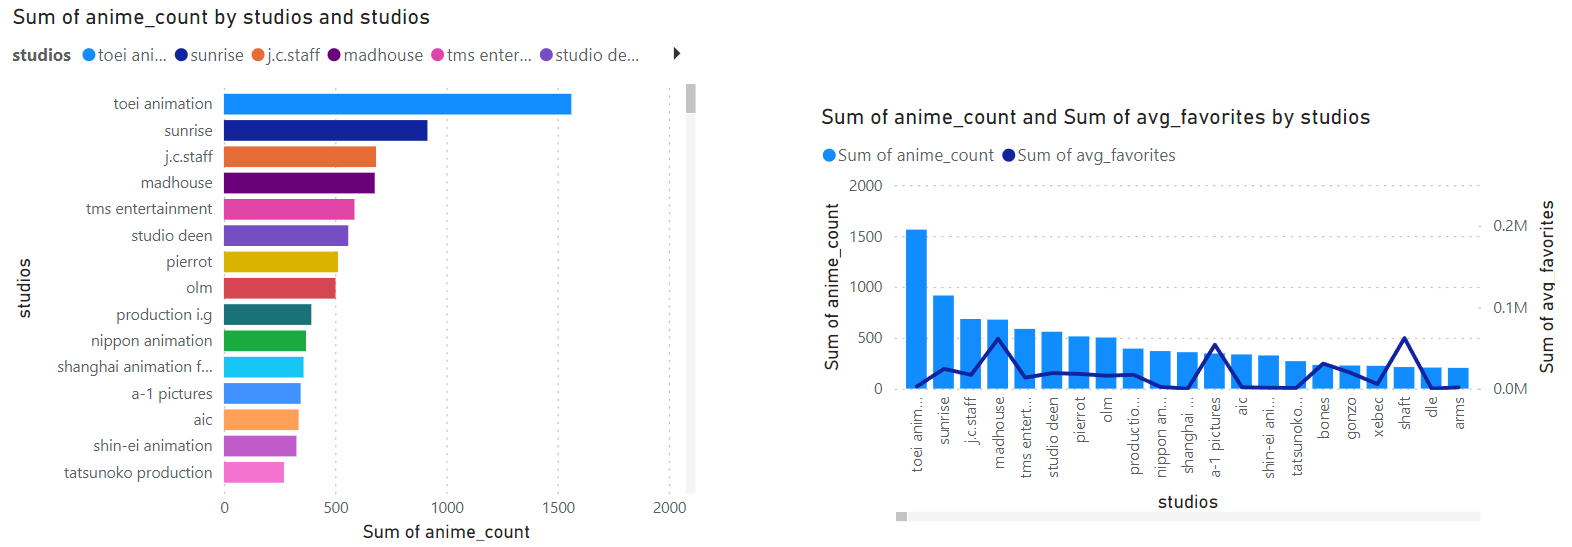 Sum of anime_count by studios and studios
studios toei ani... sunrise j.c.staff madhouse tms enter... studio de...
toei animation
sunrise
j.c.staff
madhouse
tms entertainment
studio deen
pierrot
olm
production i.g
nippon animation
shanghai animation f...
a-1 pictures
aic
shin-ei animation
tatsunoko production
studios
0 500 1000 1500 2000
Sum of anime_count
Sum of anime_count and Sum of avg_favorites by studios
Sum of anime_count Sum of avg_favorites
2000
1500
1000
500
0
Sum of anime_count
0.2M
0.1M
0.0M
Sum of avg_favorites
toei anim...
sunrise
j.c.staff
madhouse
tms entert...
studio deen
pierrot
olm
productio...
nippon an...
shanghai ...
a-1 pictures
aic
shin-ei ani...
tatsunoko...
bones
gonzo
xebec
shaft
dle
arms
studios